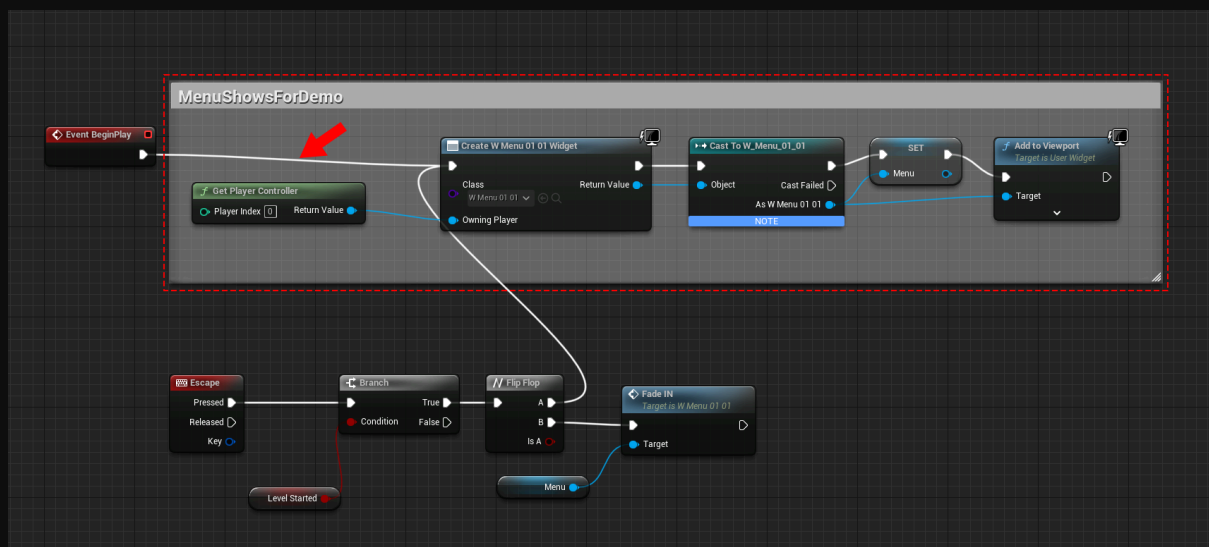 MenuShowsForDemo
Event BeginPlay
Create W Menu 01 01 Widget
Class
W Menu 01 01
Return Value
Owning Player
Get Player Controller
Player Index 0
Return Value
Cast To W_Menu_01_01
Object
Cast Failed
As W Menu 01 01
NOTE
SET
Menu
f Add to Viewport
Target is User Widget
Target
Escape
Pressed
Released
Key
Branch
True
Condition
False
Flip Flop
A
B
Is A
Fade IN
Target is W Menu 01 01
Target
Level Started
Menu